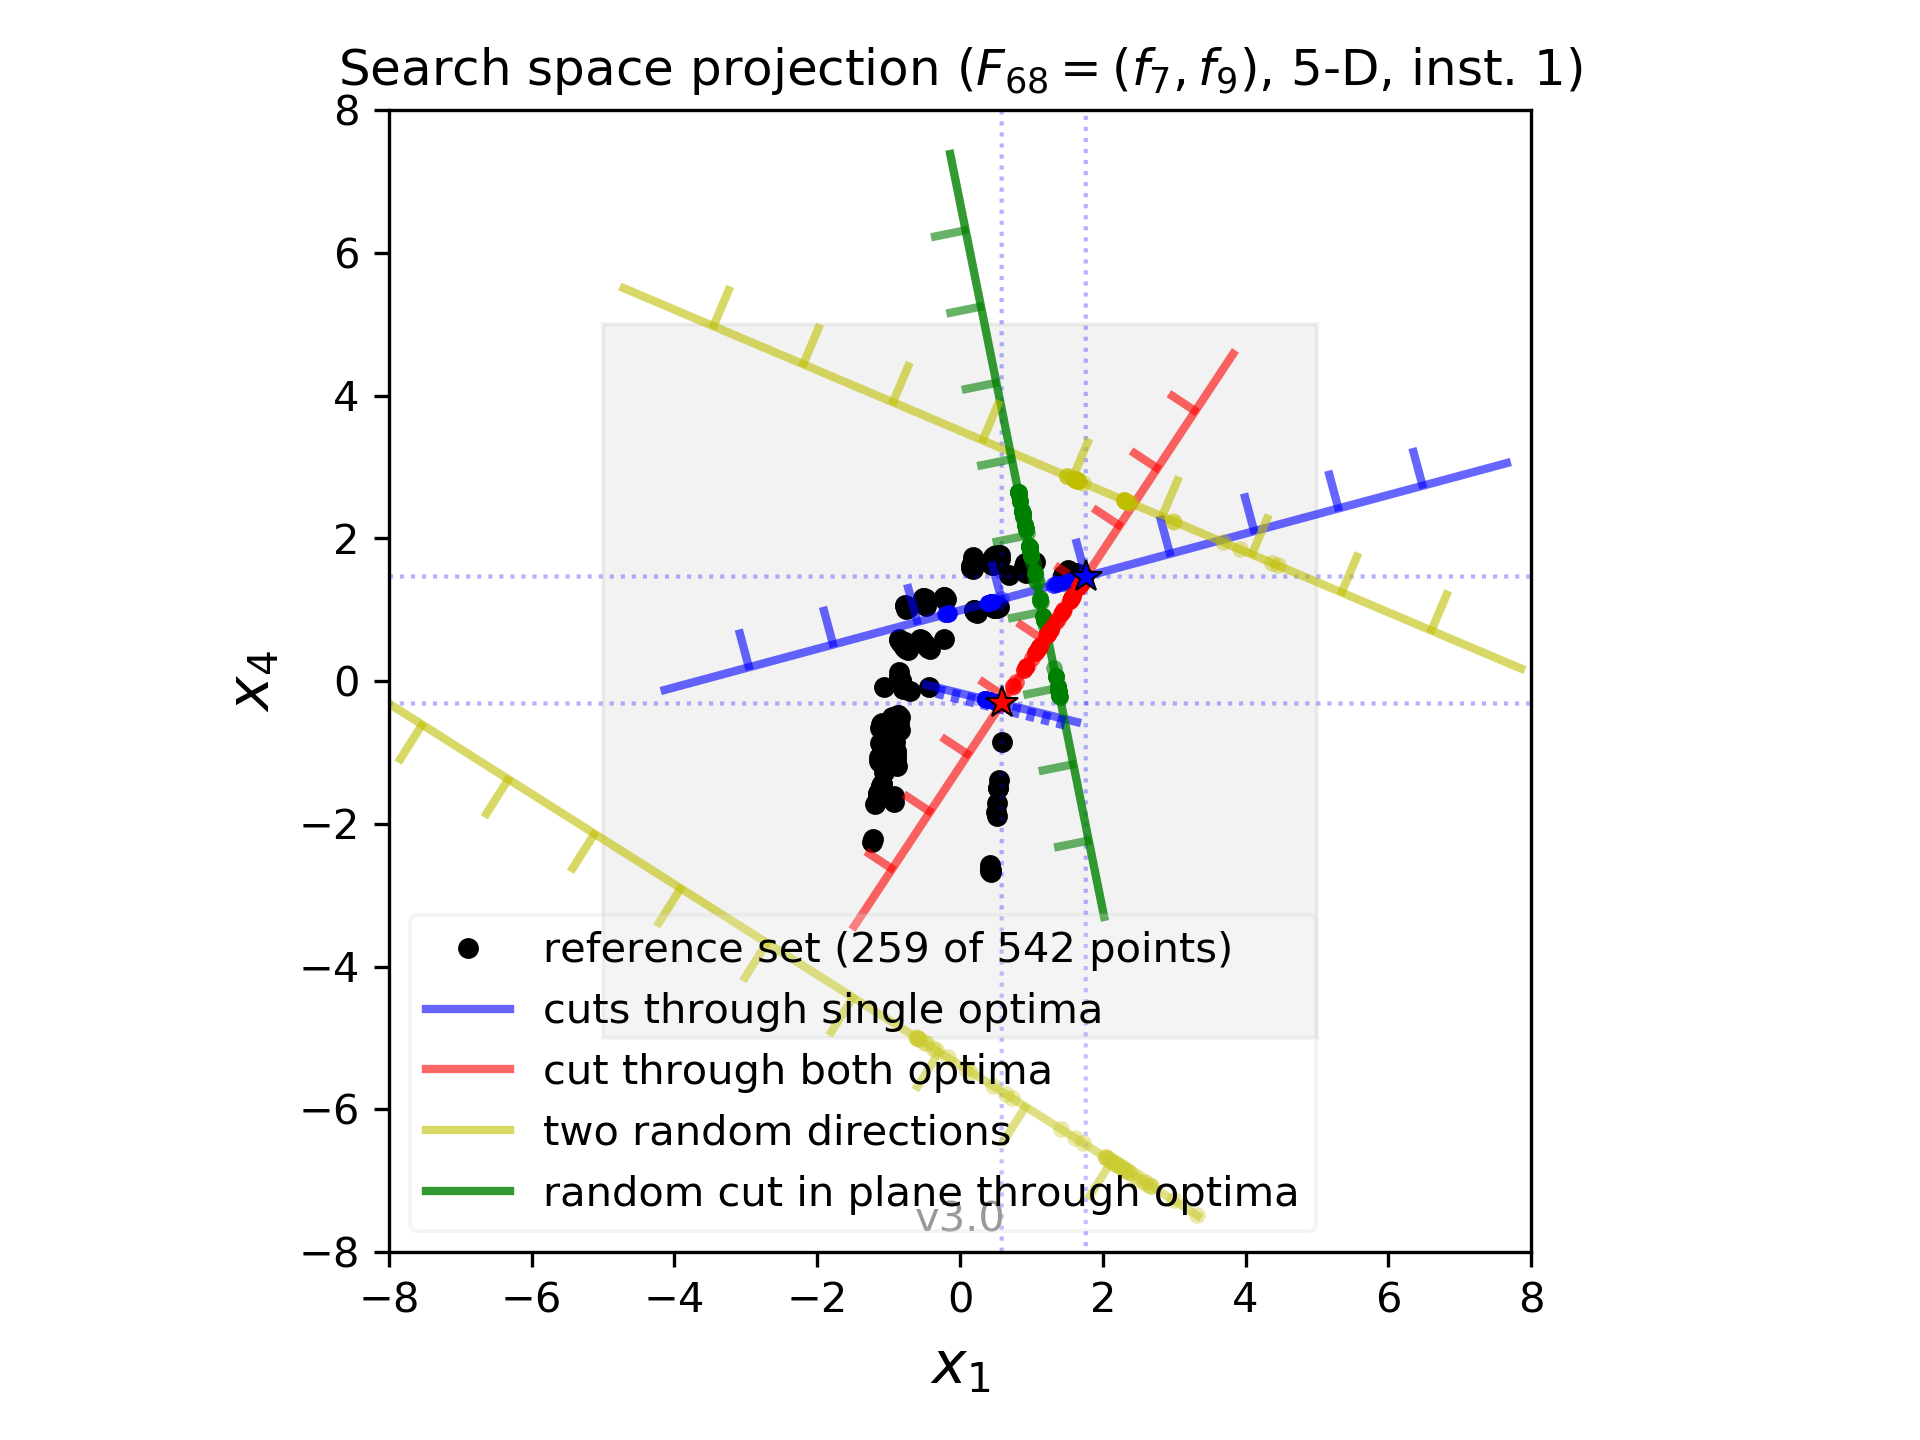 Search space projection (F₆₈ = (f₇, f₉), 5-D, inst. 1)
8
6
4
2
0
−2
−4
−6
−8
x₄
reference set (259 of 542 points)
cuts through single optima
cut through both optima
two random directions
random cut in plane through optima
v3.0
−8 −6 −4 −2 0 2 4 6 8
x₁